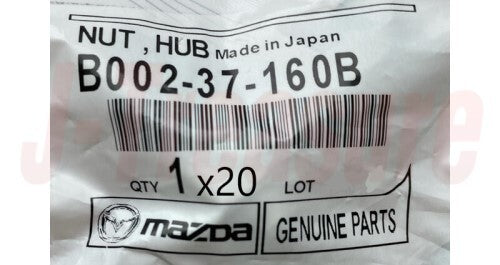 NUT , HUB Made in Japan
B002-37-160B
QTY 1 x20 LOT
mazda GENUINE PARTS